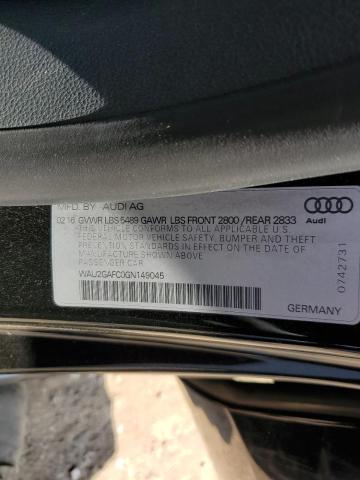 MFD. BY AUDI AG
02 16 GVWR LBS 5489 GAWR LBS FRONT 2800 /REAR 2833
THIS VEHICLE CONFORMS TO ALL APPLICABLE U.S.
FEDERAL MOTOR VEHICLE SAFETY, BUMPER AND THEFT
PREVENTION STANDARDS IN EFFECT ON THE DATE OF
MANUFACTURE SHOWN ABOVE
PASSENGER CAR
WAU2GAFC0GN149045
Audi
0742731
GERMANY